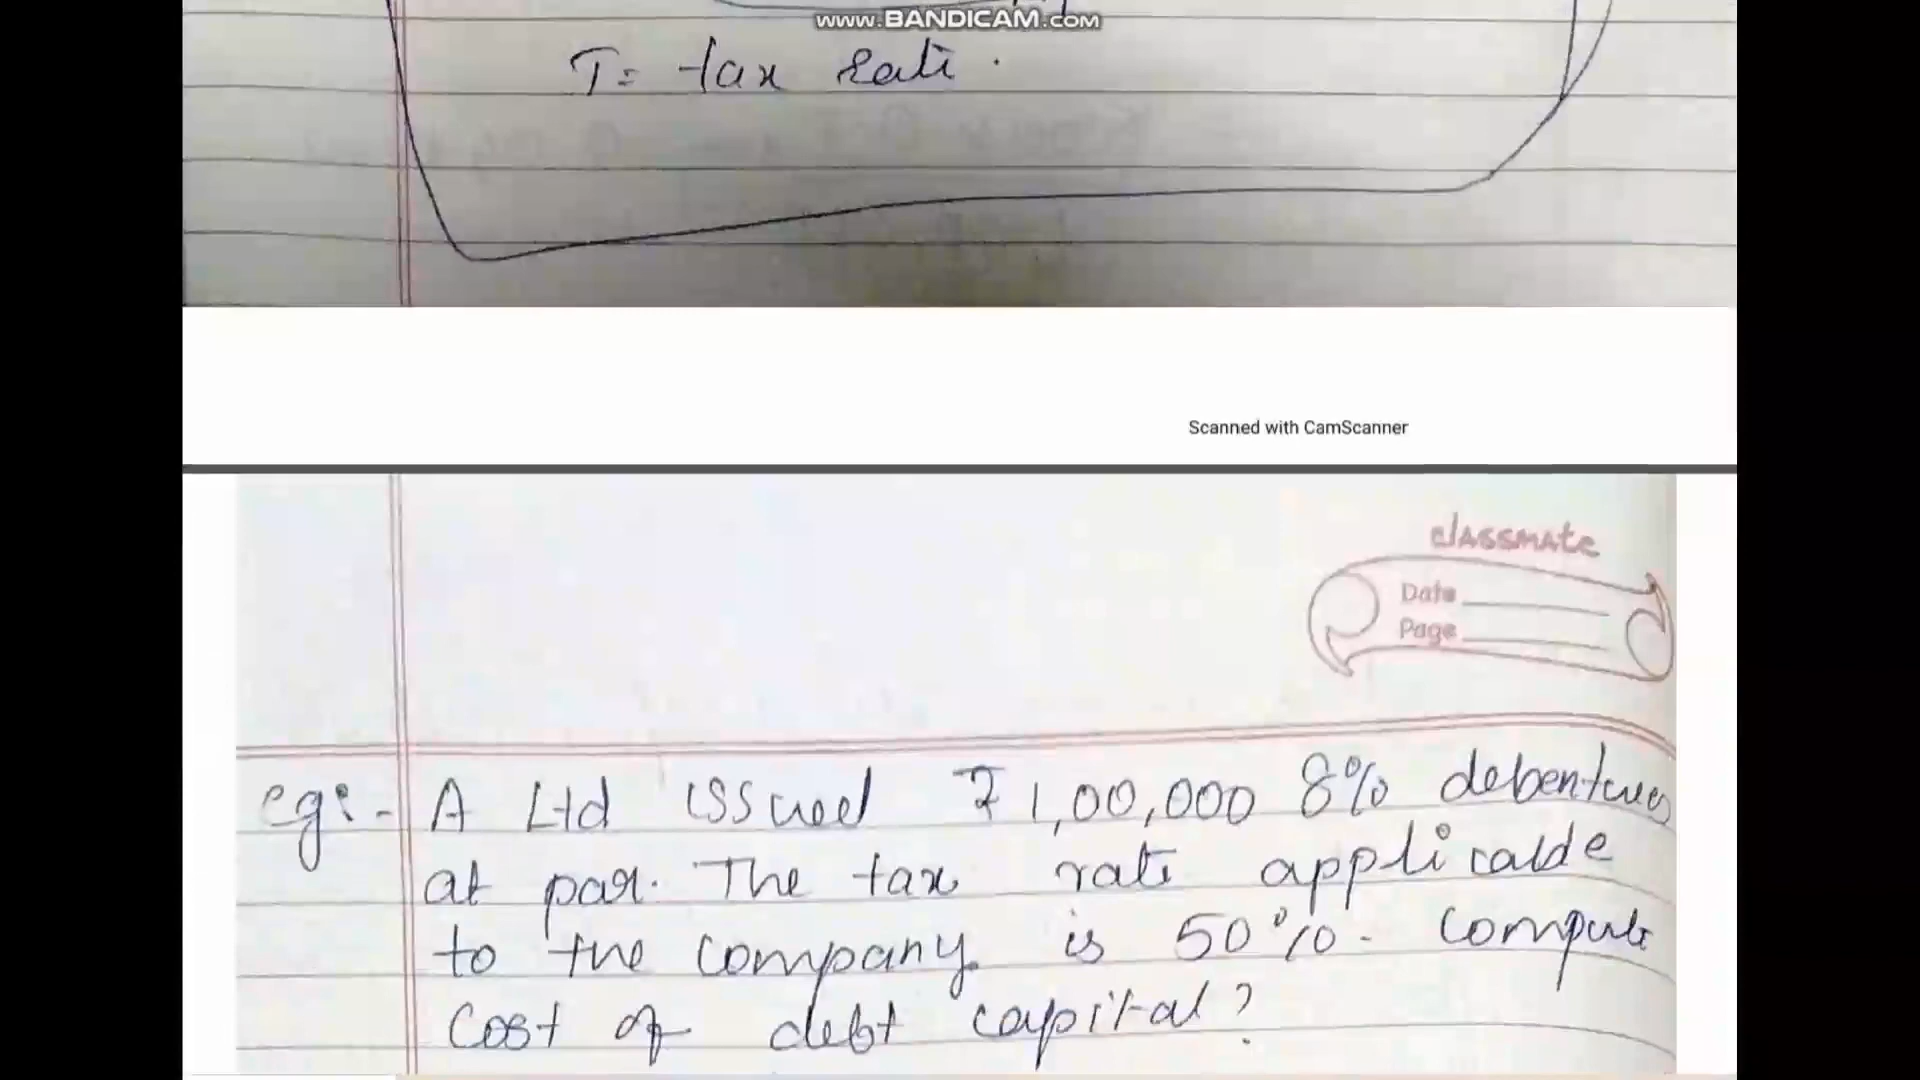 www.BANDICAM.com
T= tax rate.
Scanned with CamScanner
classmate
Date
Page
eg:- A Ltd issued ₹ 1,00,000 8% debentures
at par. The tax rate applicable
to the company is 50%. compute
cost of debt capital?